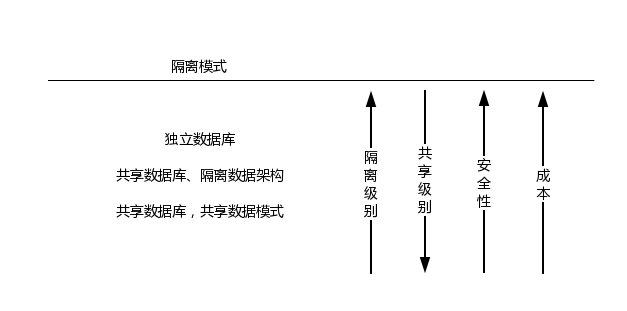 隔离模式
独立数据库
共享数据库、隔离数据架构
共享数据库，共享数据模式
隔离级别
共享级别
安全性
成本